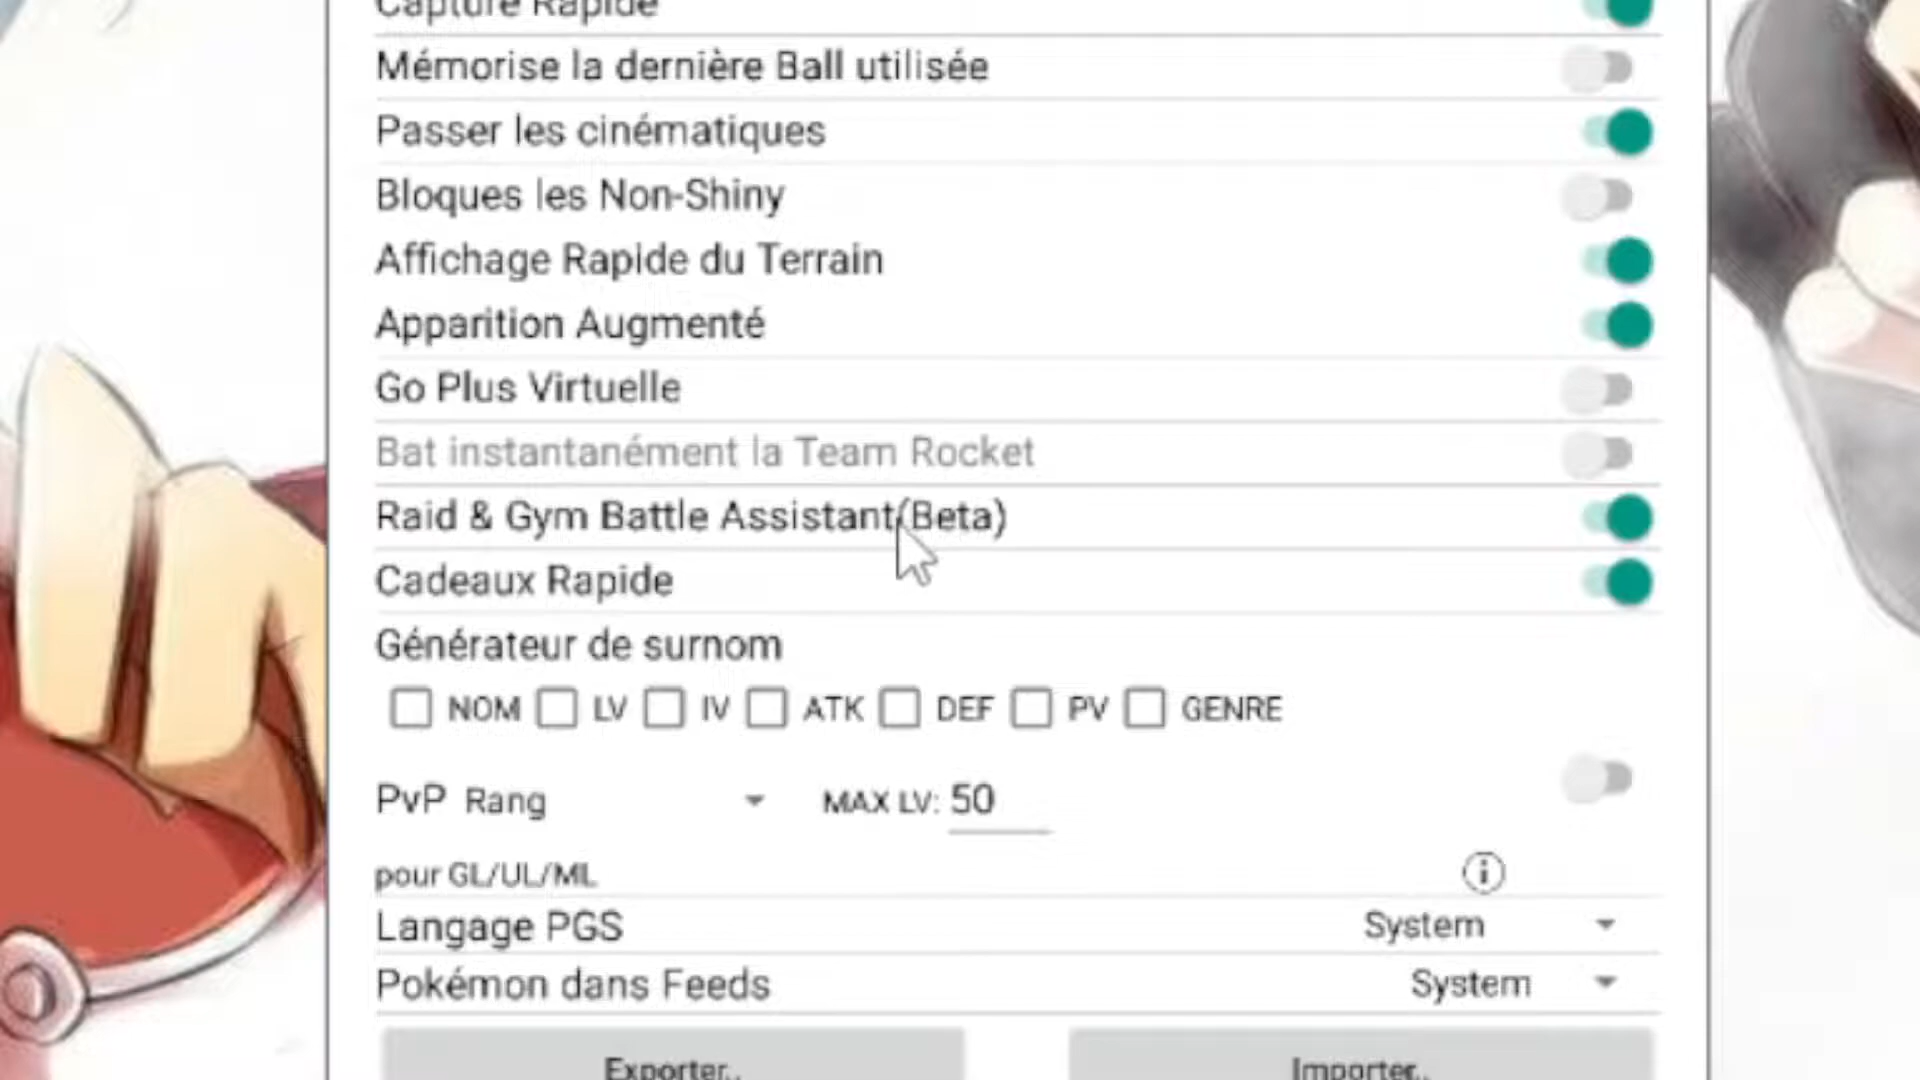 Capture Rapide
Mémorise la dernière Ball utilisée
Passer les cinématiques
Bloques les Non-Shiny
Affichage Rapide du Terrain
Apparition Augmenté
Go Plus Virtuelle
Bat instantanément la Team Rocket
Raid & Gym Battle Assistant(Beta)
Cadeaux Rapide
Générateur de surnom
NOM LV IV ATK DEF PV GENRE
PvP Rang MAX LV: 50
pour GL/UL/ML
Langage PGS System
Pokémon dans Feeds System
Exporter.. Importer..